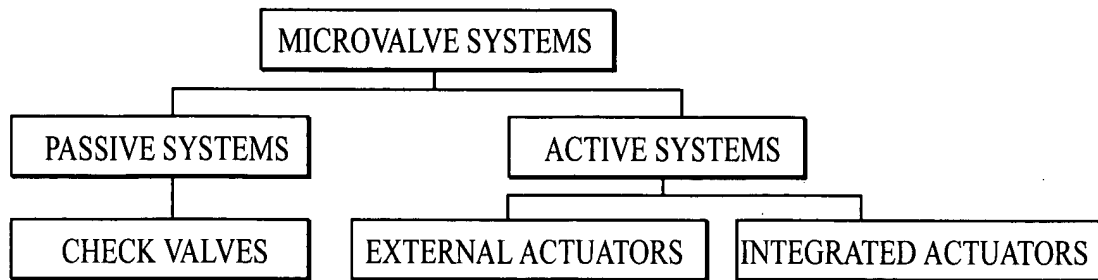 MICROVALVE SYSTEMS
PASSIVE SYSTEMS
ACTIVE SYSTEMS
CHECK VALVES
EXTERNAL ACTUATORS
INTEGRATED ACTUATORS